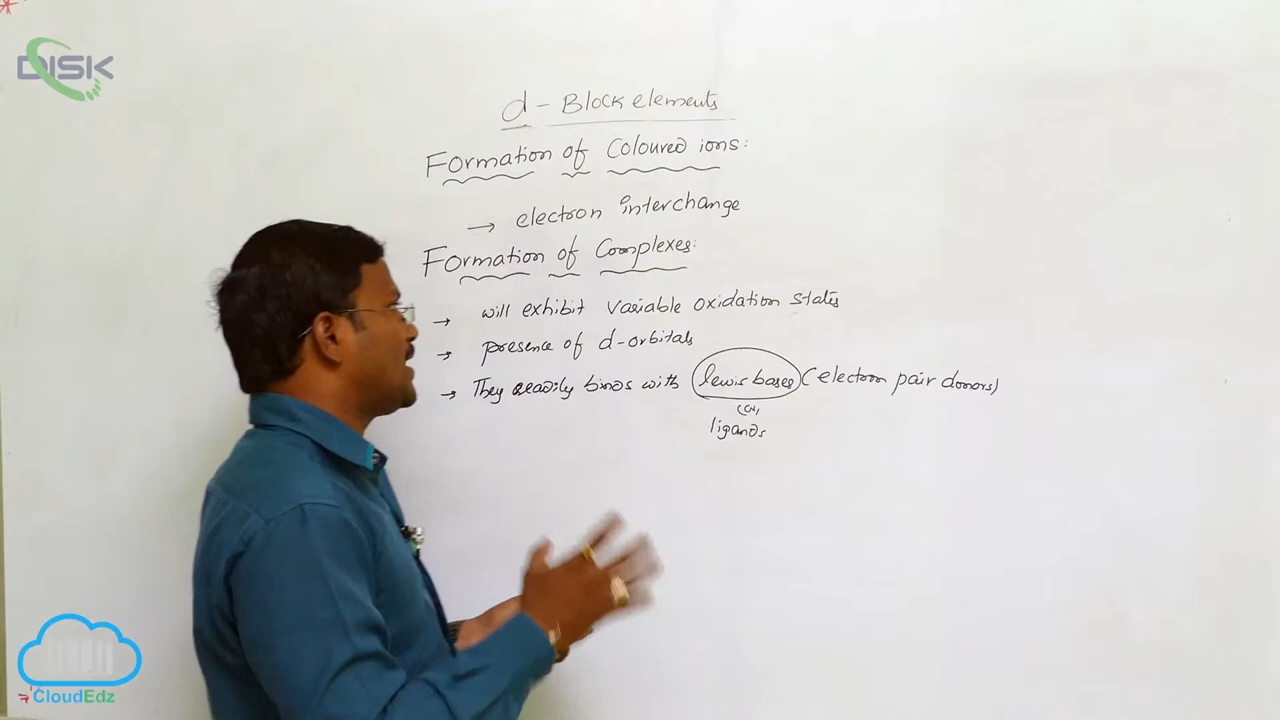 DISK
d - Block elements
Formation of Coloured ions:
→ electron interchange
Formation of Complexes:
→ will exhibit variable oxidation states
→ presence of d-orbitals
→ They readily binds with lewis bases (electron pair donors)
(or)
ligands
CloudEdz